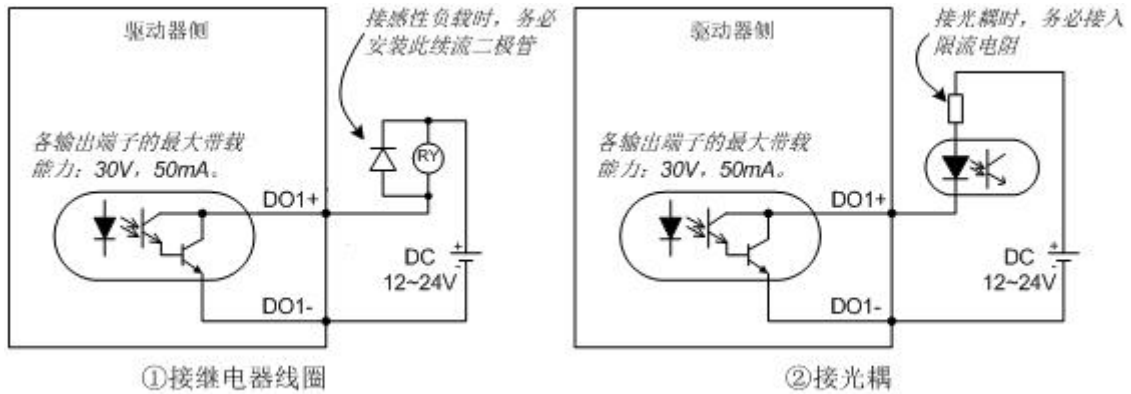 驱动器侧
接感性负载时，务必
安装此续流二极管
各输出端子的最大带载
能力：30V，50mA。
RY
DO1+
DC
12~24V
+
-
DO1-
①接继电器线圈
驱动器侧
接光耦时，务必接入
限流电阻
各输出端子的最大带载
能力：30V，50mA。
DO1+
DC
12~24V
+
-
DO1-
②接光耦